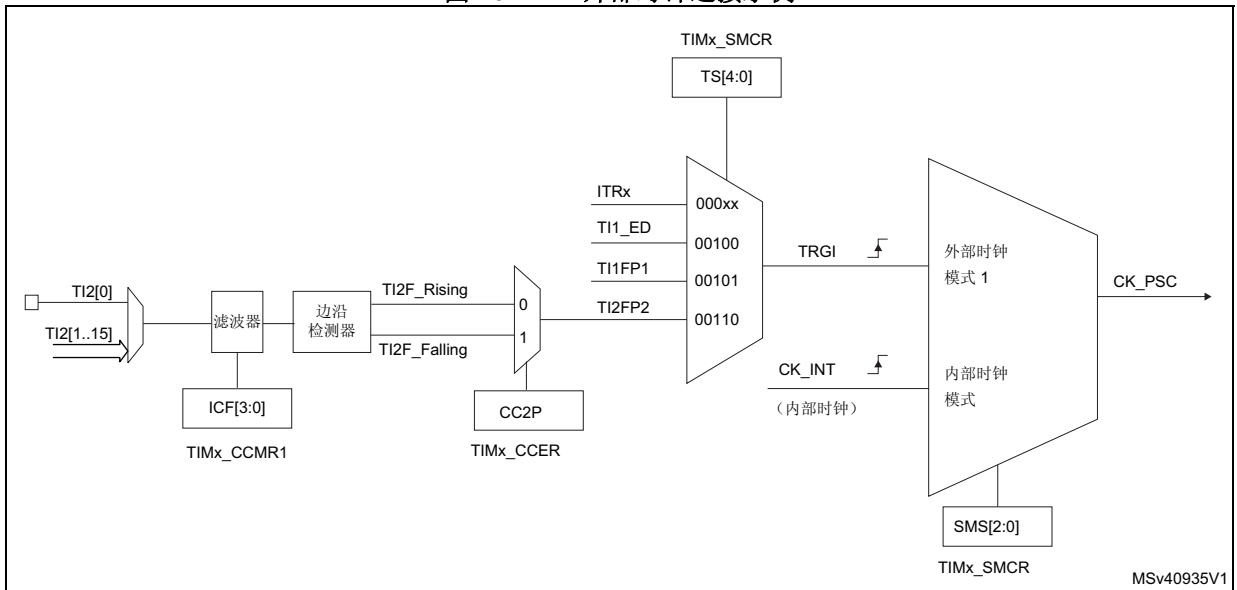 TIMx_SMCR
TS[4:0]
ITRx
000xx
TI1_ED
00100
TI1FP1
00101
TI2FP2
00110
TRGI
外部时钟
模式 1
CK_PSC
TI2[0]
TI2[1..15]
滤波器
边沿
检测器
TI2F_Rising
TI2F_Falling
0
1
CK_INT
（内部时钟）
内部时钟
模式
ICF[3:0]
TIMx_CCMR1
CC2P
TIMx_CCER
SMS[2:0]
TIMx_SMCR
MSv40935V1